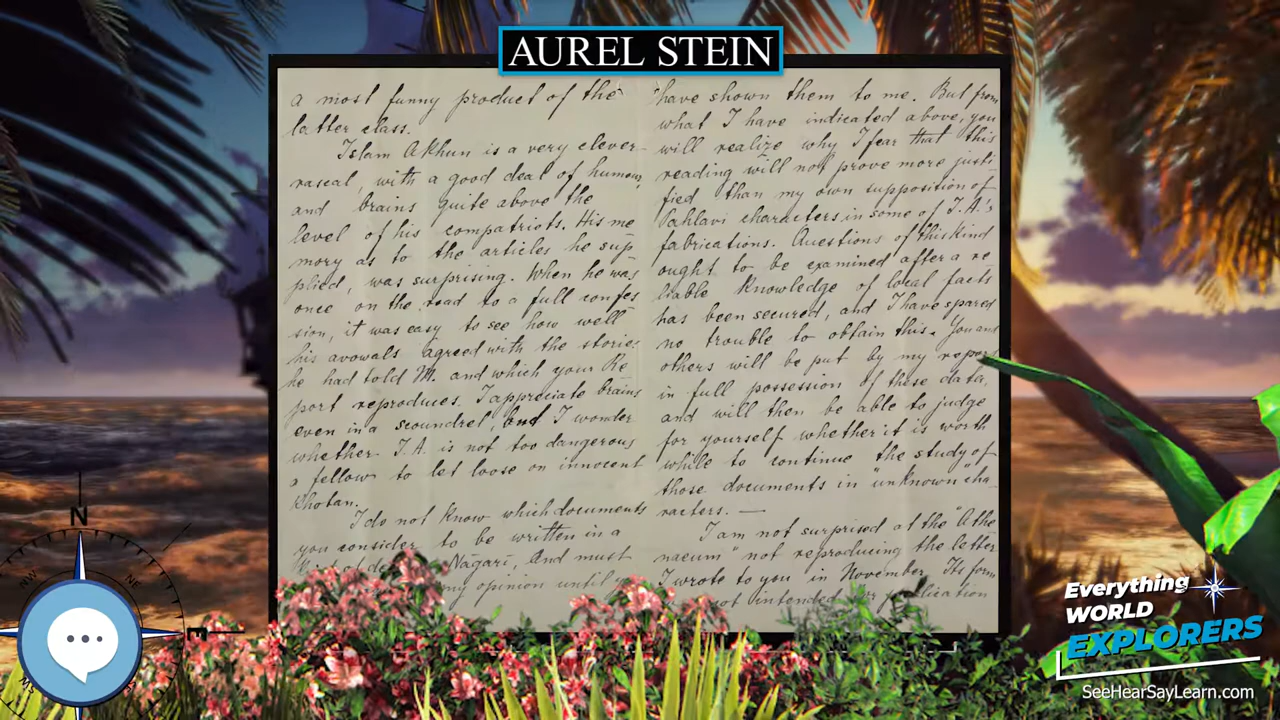 AUREL STEIN
a most funny product of the
latter class.
Islam Akhun is a very clever
rascal, with a good deal of humour,
and brains quite above the
level of his compatriots. His me
mory as to the articles he sup
plied, was surprising. When he was
once on the road to a full confes
sion, it was easy to see how well
his avowals agreed with the stories
he had told M. and which your Re
port reproduces. I appreciate brains
even in a scoundrel, and I wonder
whether I.A. is not too dangerous
a fellow to let loose on innocent
Khotan.
I do not know which documents
you consider to be written in a
Nagari, and must
my opinion until
have shown them to me. But from
what I have indicated above, you
will realize why I fear that this
reading will not prove more justi
fied than my own supposition of
Pahlavi characters in some of I.A.'s
fabrications. Questions of this kind
ought to be examined after a re
liable knowledge of local facts
has been secured, and I have spared
no trouble to obtain this. You and
others will be put by my report
in full possession of these data,
and will then be able to judge
for yourself whether it is worth
while to continue the study of
those documents in "unknown cha
racters. —
I am not surprised at the "Athe
naeum" not reproducing the letter
I wrote to you in November. Its form
not intended for publication
N
NW
NE
E
Everything
WORLD
EXPLORERS
SeeHearSayLearn.com